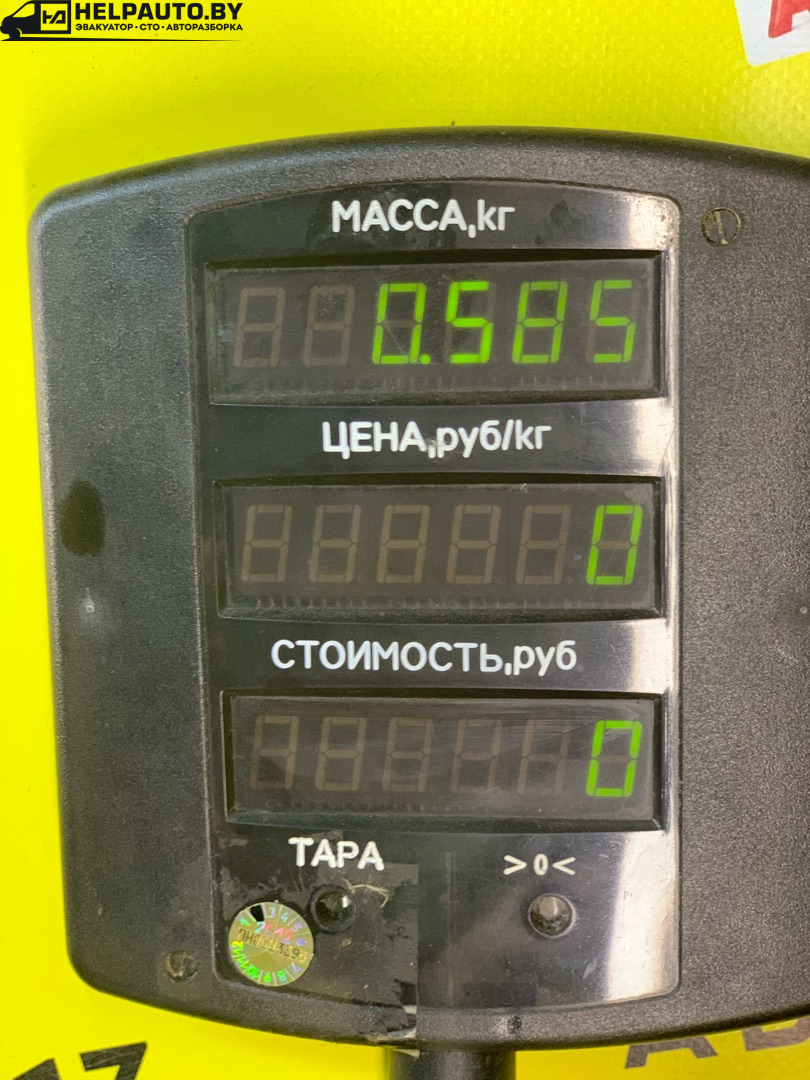 HELPAUTO.BY
ЭВАКУАТОР•СТО•АВТОРАЗБОРКА
МАССА,кг
0.585
ЦЕНА,руб/кг
0
СТОИМОСТЬ,руб
0
ТАРА
>0<